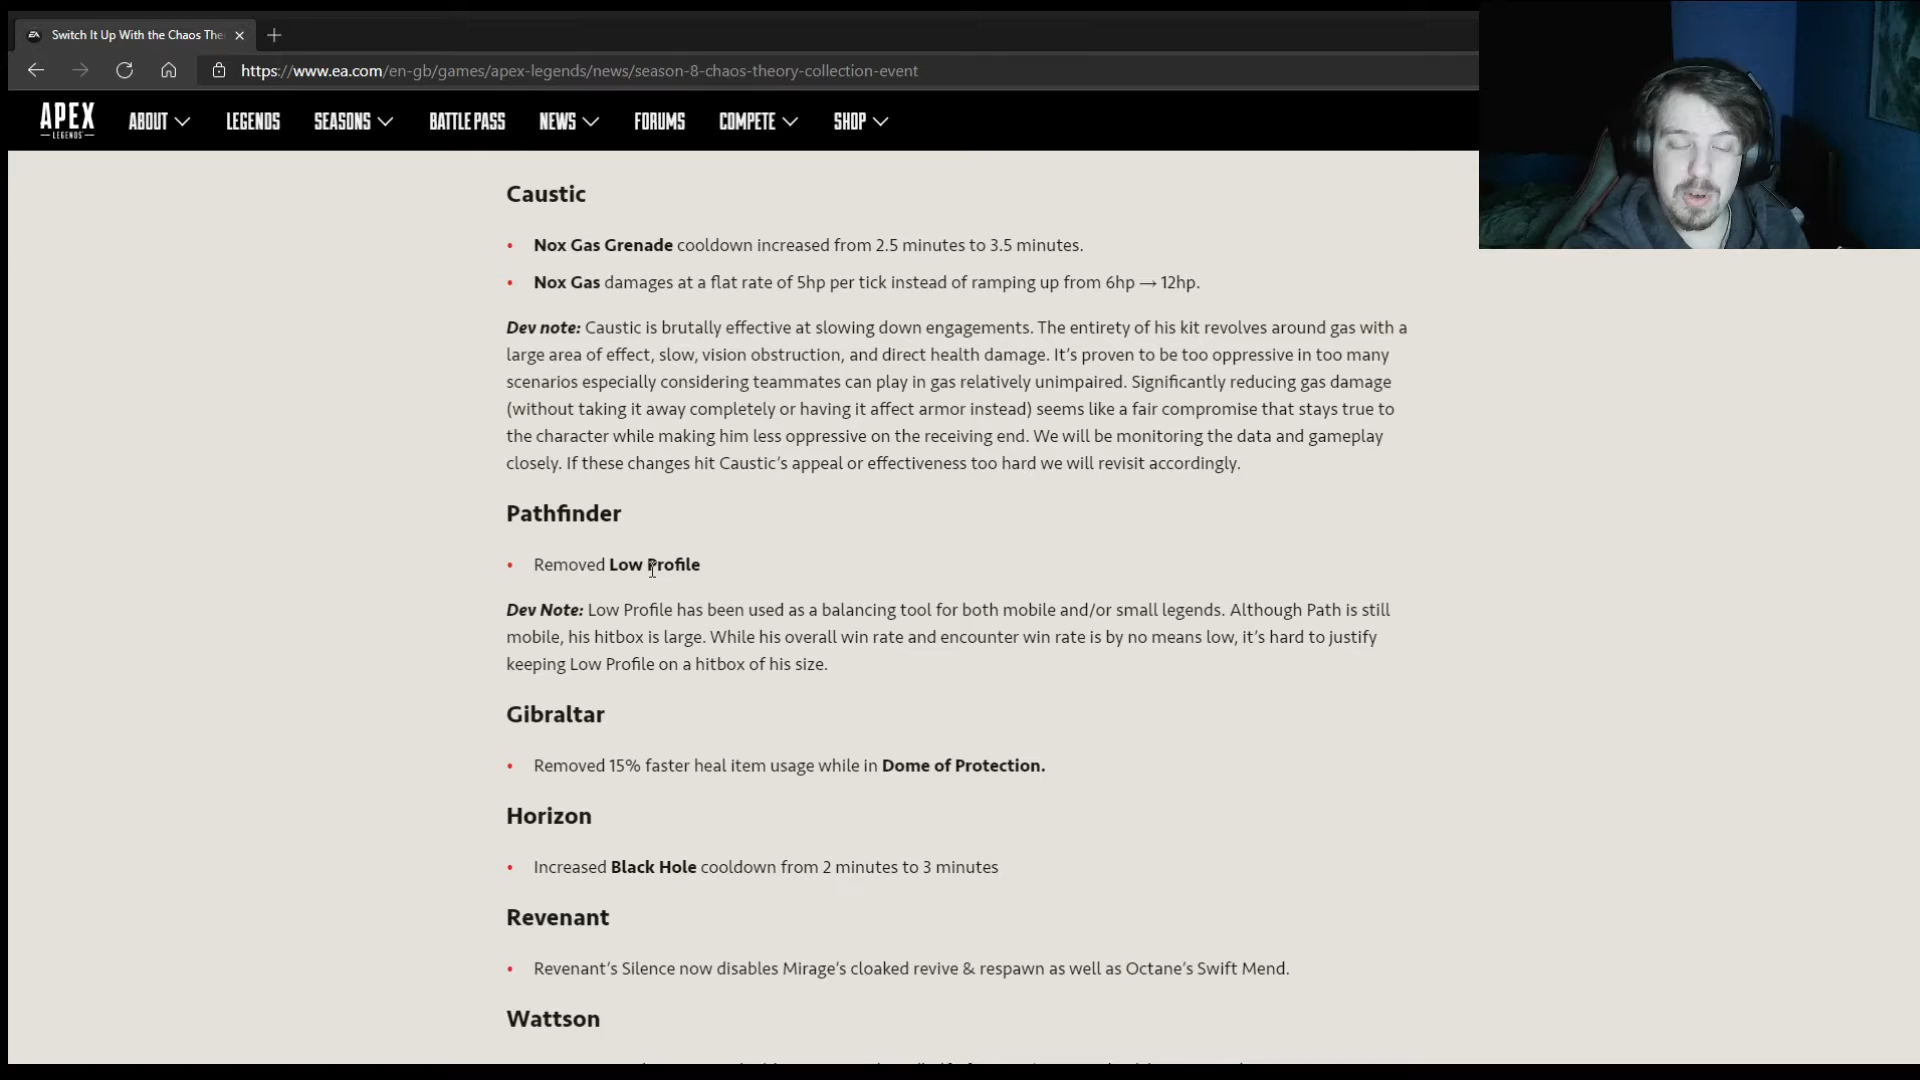 Switch It Up With the Chaos The
https://www.ea.com/en-gb/games/apex-legends/news/season-8-chaos-theory-collection-event
APEX
LEGENDS
ABOUT
LEGENDS
SEASONS
BATTLE PASS
NEWS
FORUMS
COMPETE
SHOP
Caustic
• Nox Gas Grenade cooldown increased from 2.5 minutes to 3.5 minutes.
• Nox Gas damages at a flat rate of 5hp per tick instead of ramping up from 6hp → 12hp.
Dev note: Caustic is brutally effective at slowing down engagements. The entirety of his kit revolves around gas with a
large area of effect, slow, vision obstruction, and direct health damage. It’s proven to be too oppressive in too many
scenarios especially considering teammates can play in gas relatively unimpaired. Significantly reducing gas damage
(without taking it away completely or having it affect armor instead) seems like a fair compromise that stays true to
the character while making him less oppressive on the receiving end. We will be monitoring the data and gameplay
closely. If these changes hit Caustic’s appeal or effectiveness too hard we will revisit accordingly.
Pathfinder
• Removed Low Profile
Dev Note: Low Profile has been used as a balancing tool for both mobile and/or small legends. Although Path is still
mobile, his hitbox is large. While his overall win rate and encounter win rate is by no means low, it’s hard to justify
keeping Low Profile on a hitbox of his size.
Gibraltar
• Removed 15% faster heal item usage while in Dome of Protection.
Horizon
• Increased Black Hole cooldown from 2 minutes to 3 minutes
Revenant
• Revenant’s Silence now disables Mirage’s cloaked revive & respawn as well as Octane’s Swift Mend.
Wattson